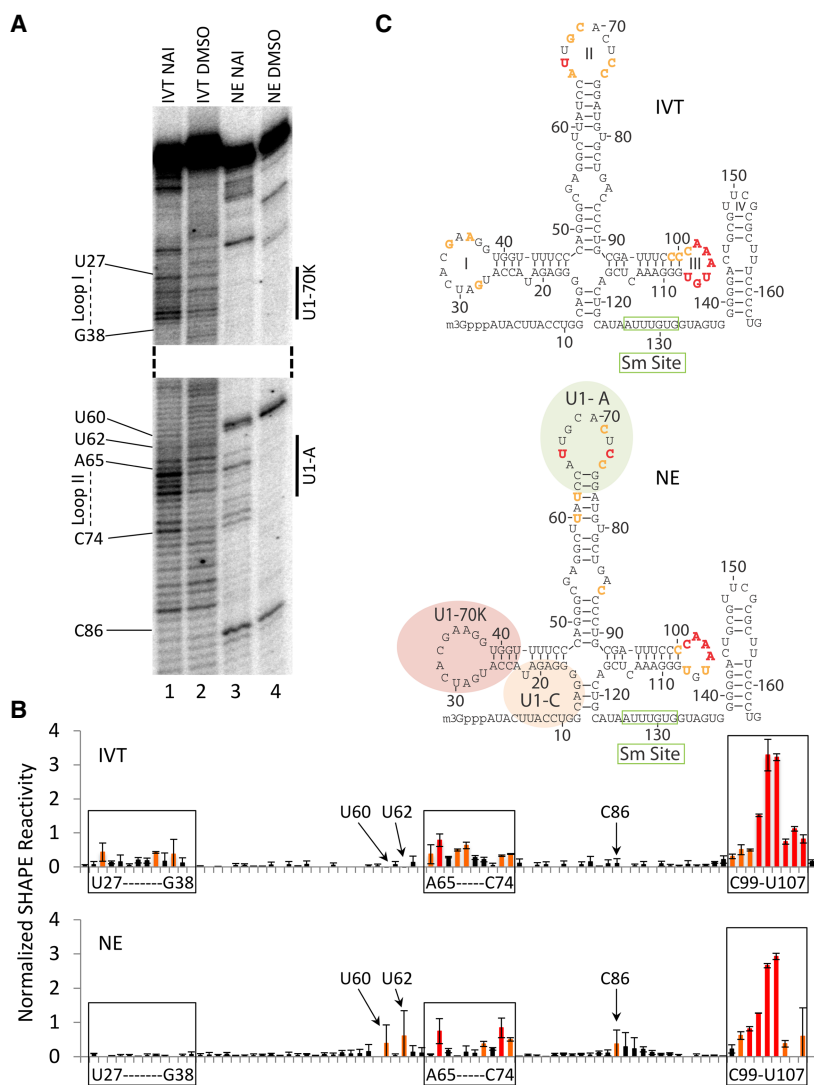 A
IVT NAI
IVT DMSO
NE NAI
NE DMSO
U27
Loop I
G38
U1-70K
U60
U62
A65
Loop II
C74
C86
U1-A
1 2 3 4
C
IVT
I
II
III
IV
10
20
30
40
50
60
70
80
90
100
110
120
130
140
150
160
m3GpppAUACUUACCUGG
CAUAAUUUGUGGUAGUG
Sm Site
NE
U1- A
U1-70K
U1-C
10
20
30
40
50
60
70
80
90
100
110
120
130
140
150
160
m3GpppAUACUUACCUGG
CAUAAUUUGUGGUAGUG
Sm Site
B
Normalized SHAPE Reactivity
4
3
2
1
0
IVT
U60
U62
C86
U27-------G38
A65-----C74
C99-U107
4
3
2
1
0
NE
U60
U62
C86
U27-------G38
A65-----C74
C99-U107